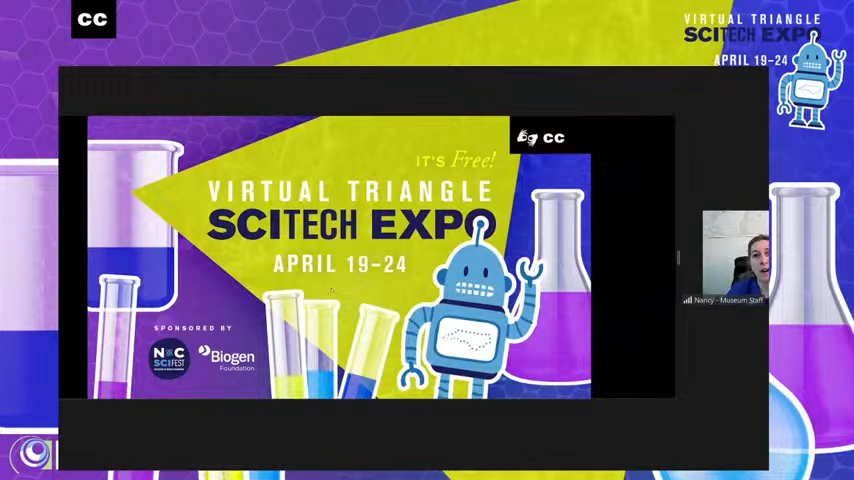 CC
VIRTUAL TRIANGLE
SCITECH EXPO
APRIL 19–24
CC
IT'S Free!
VIRTUAL TRIANGLE
SCITECH EXPO
APRIL 19–24
SPONSORED BY
NC
SCIFEST
Biogen
Foundation
Nancy - Museum Staff